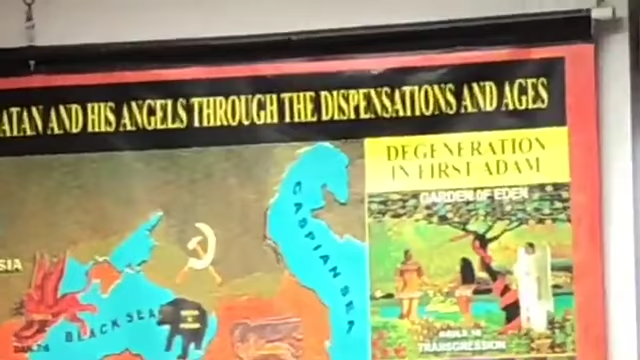 ATAN AND HIS ANGELS THROUGH THE DISPENSATIONS AND AGES
DEGENERATION
IN FIRST ADAM
GARDEN OF EDEN
CASPIAN SEA
SIA
BLACK SEA
TRANSGRESSION